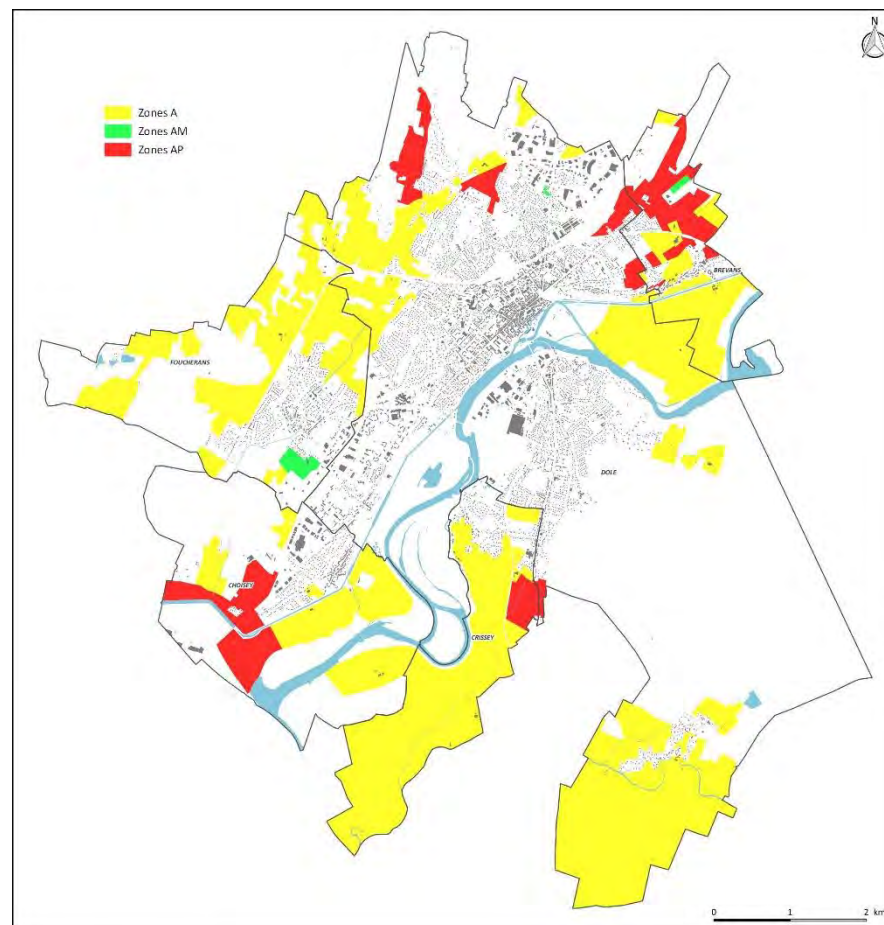 N
Zones A
Zones AM
Zones AP
BREVANS
FOUCHERANS
DOLE
CHOISEY
CRISSEY
0 1 2 km